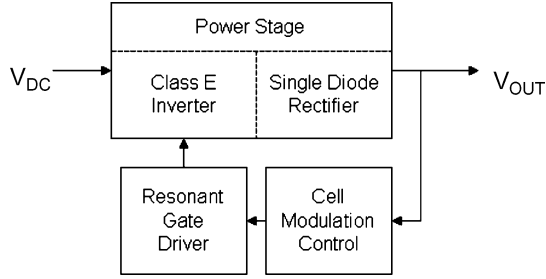 Power Stage
V_DC
Class E
Inverter
Single Diode
Rectifier
V_OUT
Resonant
Gate
Driver
Cell
Modulation
Control